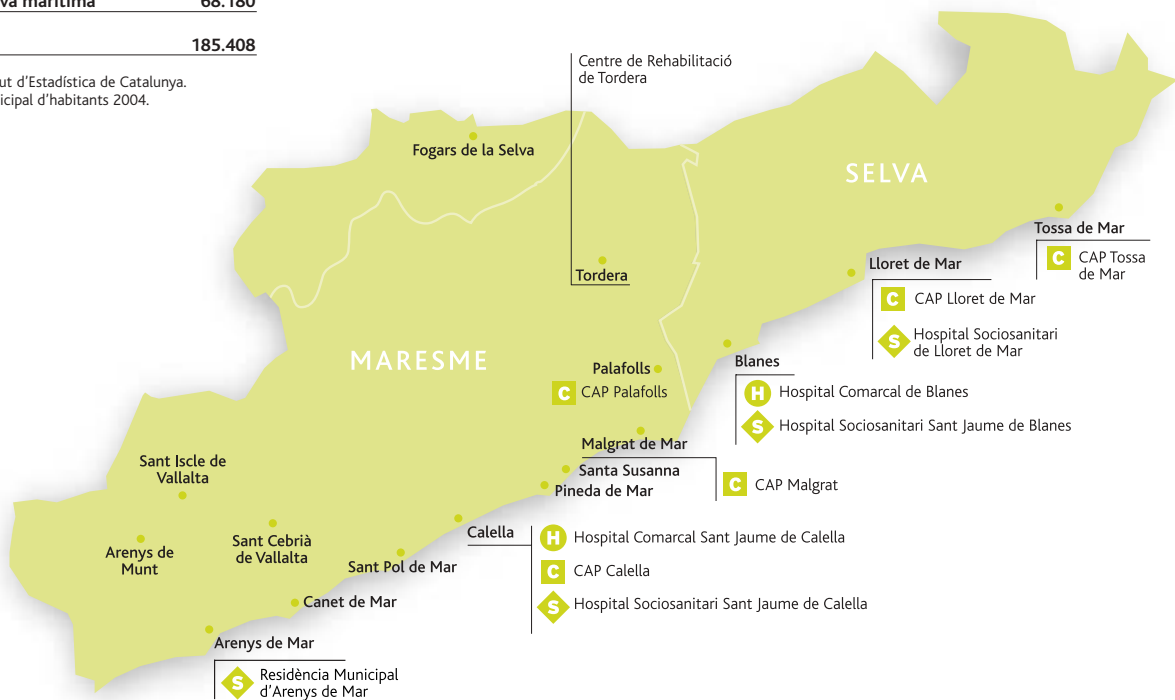 marítima 68.180
185.408
d'Estadística de Catalunya.
d'habitants 2004.
Centre de Rehabilitació
de Tordera
Fogars de la Selva
SELVA
Tossa de Mar
C CAP Tossa
de Mar
Lloret de Mar
C CAP Lloret de Mar
S Hospital Sociosanitari
de Lloret de Mar
Tordera
MARESME
Blanes
H Hospital Comarcal de Blanes
S Hospital Sociosanitari Sant Jaume de Blanes
Palafolls
C CAP Palafolls
Malgrat de Mar
C CAP Malgrat
Santa Susanna
Pineda de Mar
Sant Iscle de
Vallalta
Arenys de
Munt
Sant Cebrià
de Vallalta
Calella
H Hospital Comarcal Sant Jaume de Calella
C CAP Calella
S Hospital Sociosanitari Sant Jaume de Calella
Sant Pol de Mar
Canet de Mar
Arenys de Mar
S Residència Municipal
d'Arenys de Mar